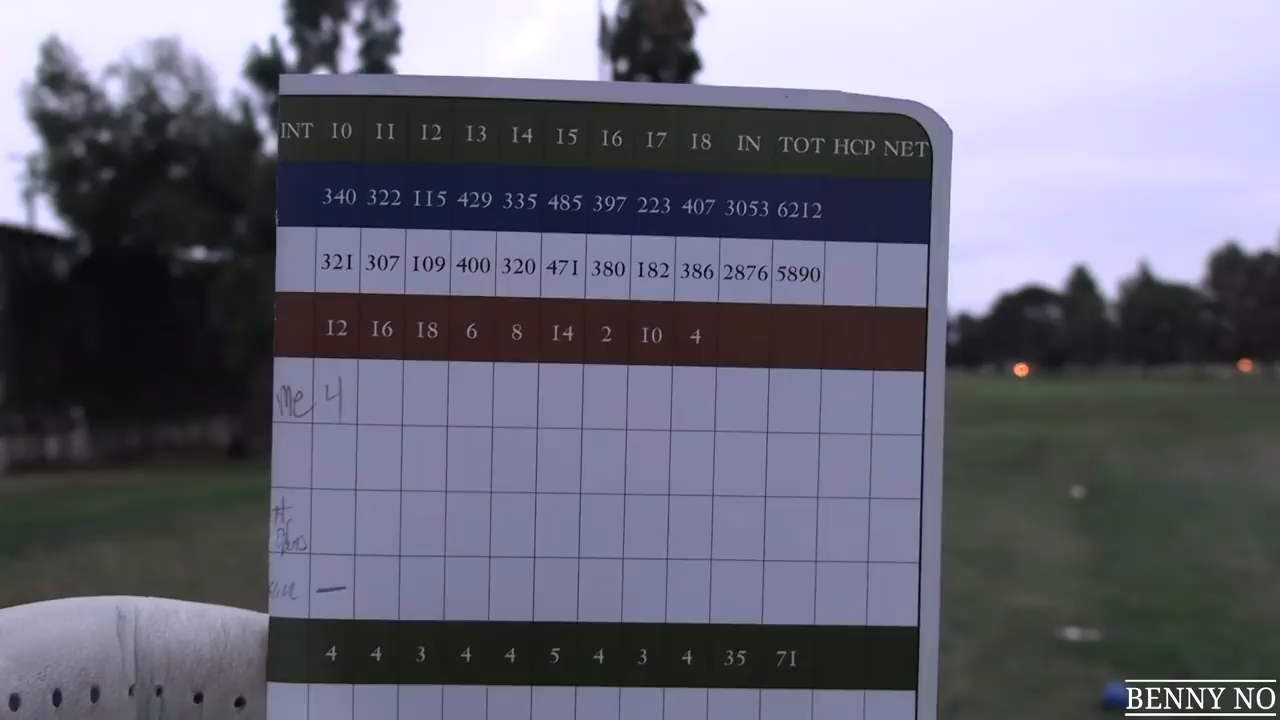 INT 10 11 12 13 14 15 16 17 18 IN TOT HCP NET
340 322 115 429 335 485 397 223 407 3053 6212
321 307 109 400 320 471 380 182 386 2876 5890
12 16 18 6 8 14 2 10 4
me 4
#
—
4 4 3 4 4 5 4 3 4 35 71
BENNY NO